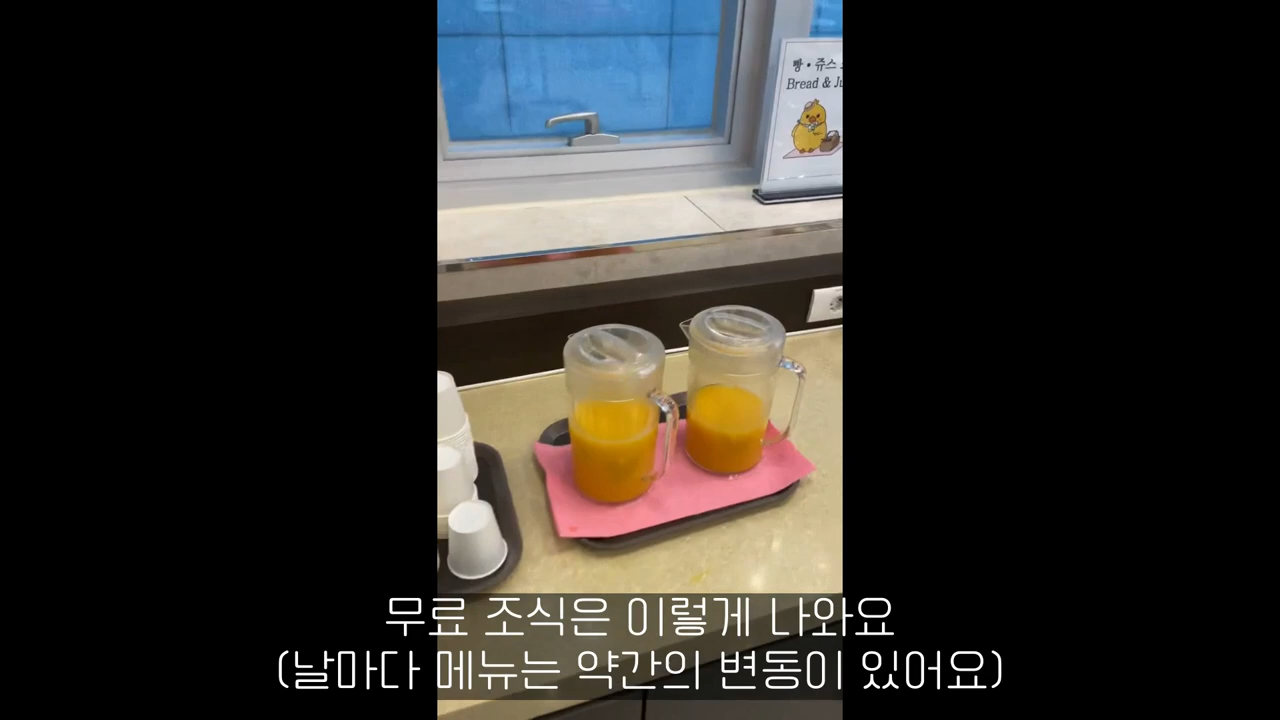 빵 • 쥬스
Bread &
무료 조식은 이렇게 나와요
(날마다 메뉴는 약간의 변동이 있어요)